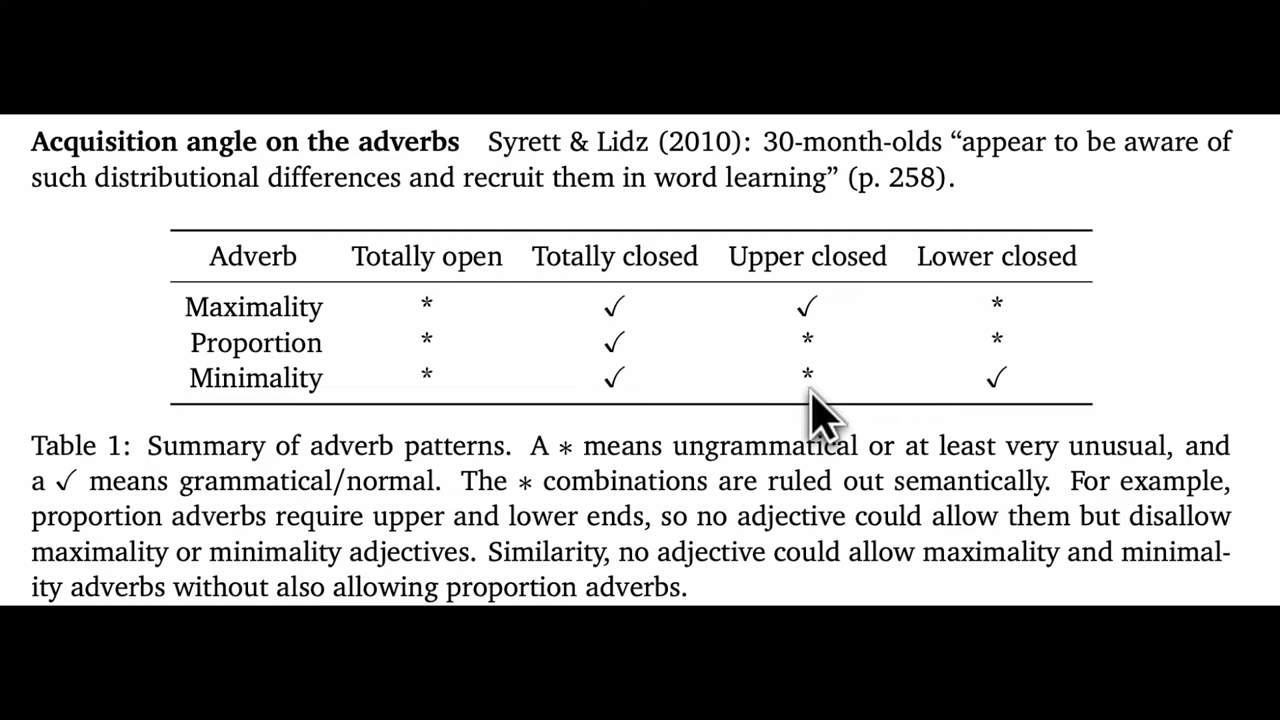 Acquisition angle on the adverbs Syrett & Lidz (2010): 30-month-olds “appear to be aware of
such distributional differences and recruit them in word learning” (p. 258).
Adverb Totally open Totally closed Upper closed Lower closed
Maximality * ✓ ✓ *
Proportion * ✓ * *
Minimality * ✓ * ✓
Table 1: Summary of adverb patterns. A * means ungrammatical or at least very unusual, and
a ✓ means grammatical/normal. The * combinations are ruled out semantically. For example,
proportion adverbs require upper and lower ends, so no adjective could allow them but disallow
maximality or minimality adjectives. Similarity, no adjective could allow maximality and minimal-
ity adverbs without also allowing proportion adverbs.